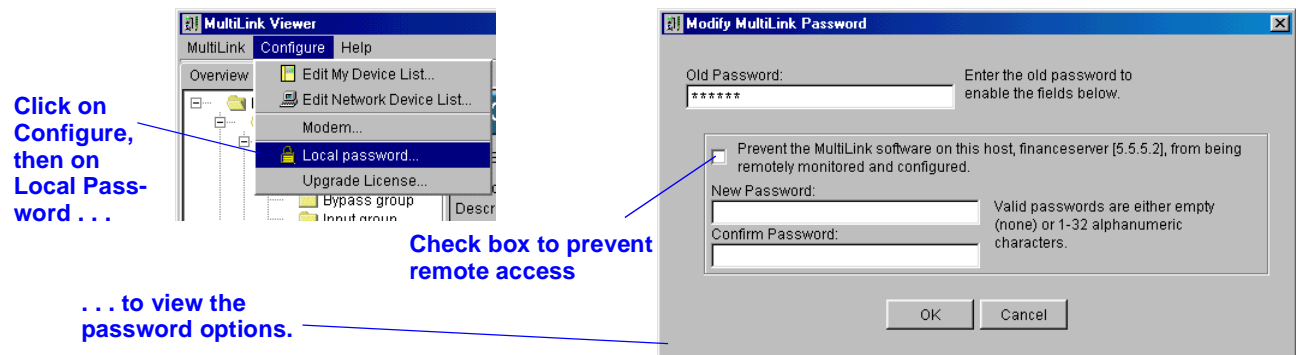 MultiLink Viewer
MultiLink Configure Help
Overview
Edit My Device List...
Edit Network Device List...
Modem...
Local password...
Upgrade License...
Bypass group
Input group
Descr
Click on
Configure,
then on
Local Pass-
word . . .
Check box to prevent
remote access
. . . to view the
password options.
Modify MultiLink Password
Old Password:
******
Enter the old password to
enable the fields below.
Prevent the MultiLink software on this host, financeserver [5.5.5.2], from being
remotely monitored and configured.
New Password:
Valid passwords are either empty
(none) or 1-32 alphanumeric
characters.
Confirm Password:
OK
Cancel